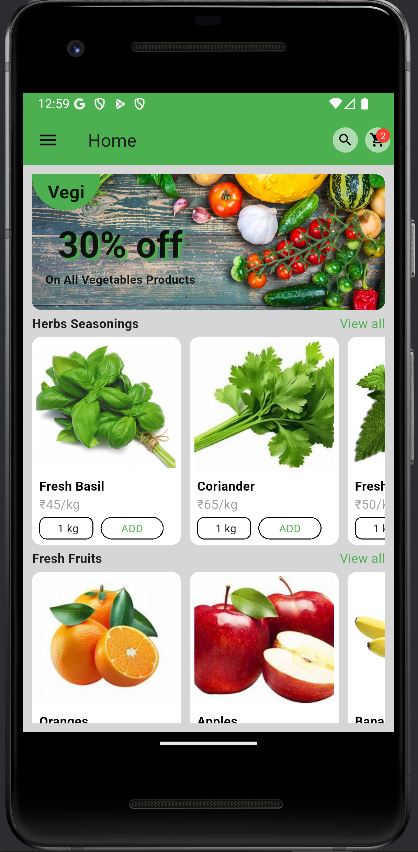 12:59
Home
2
Vegi
30% off
On All Vegetables Products
Herbs Seasonings
View all
Fresh Basil
Coriander
Fresh
₹45/kg
₹65/kg
₹50/k
1 kg
ADD
1 kg
ADD
1 k
Fresh Fruits
View all
Oranges
Apples
Bana